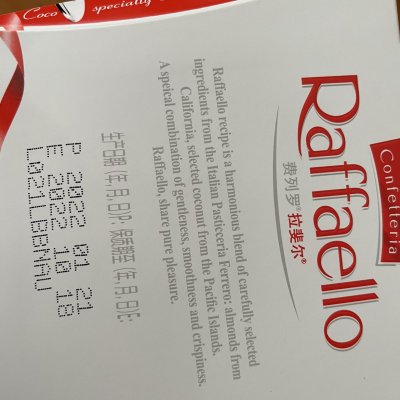 Coco
specially
Confetteria
Raffaello
费列罗®拉斐尔®
Raffaello recipe is a harmonious blend of carefully selected
ingredients from the Italian Pasticceria Ferrero: almonds from
California, selected coconut from the Pacific Islands.
A speical combination of gentleness, smoothness and crispiness.
Raffaello, share pure pleasure.
生产日期(年,月,日)P: 保质期至(年,月,日)E:
P 2022 01 21
E 2022 10 18
L021LBBNAU